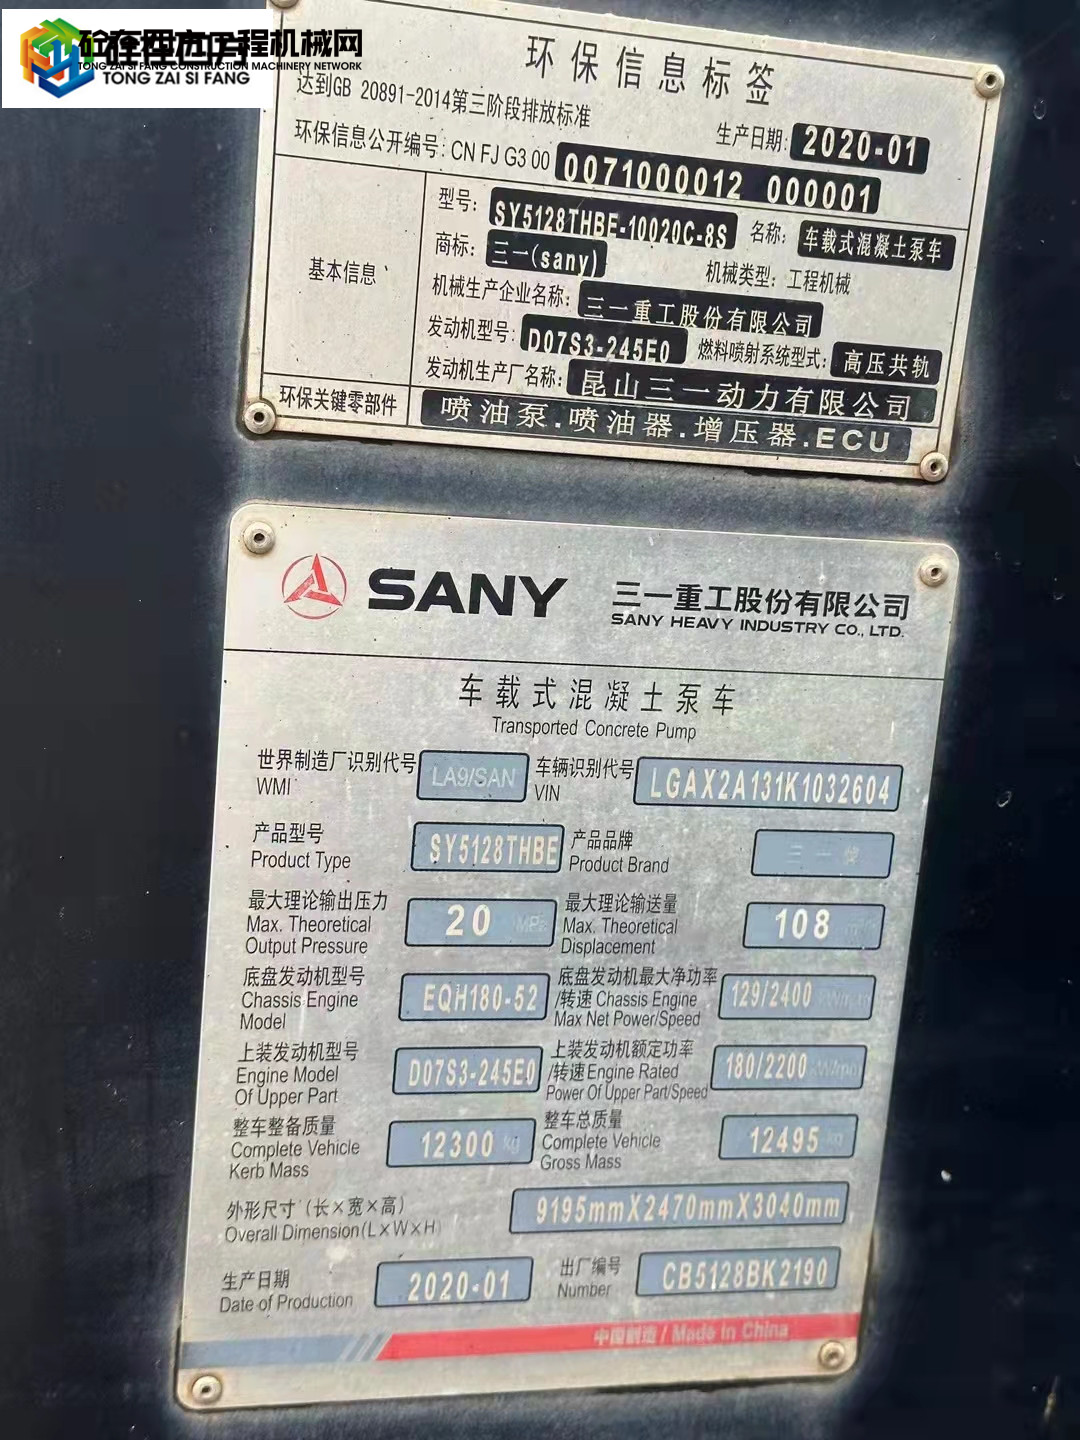 砼在四方工程机械网
TONG ZAI SI FANG CONSTRUCTION MACHINERY NETWORK
TONG ZAI SI FANG
环保信息标签
达到GB 20891-2014第三阶段排放标准
生产日期: 2020-01
环保信息公开编号: CN FJ G3 00 0071000012 000001
基本信息
型号: SY5128THBE-10020C-8S 名称: 车载式混凝土泵车
商标: 三一(sany) 机械类型: 工程机械
机械生产企业名称: 三一重工股份有限公司
发动机型号: D07S3-245E0 燃料喷射系统型式: 高压共轨
发动机生产厂名称: 昆山三一动力有限公司
环保关键零部件 喷油泵.喷油器.增压器.ECU
SANY 三一重工股份有限公司
SANY HEAVY INDUSTRY CO., LTD.
车载式混凝土泵车
Transported Concrete Pump
世界制造厂识别代号 LA9/SAN 车辆识别代号 LGAX2A131K1032604
WMI VIN
产品型号 SY5128THBE 产品品牌 三一牌
Product Type Product Brand
最大理论输出压力 20 MPa 最大理论输送量 108
Max. Theoretical Max. Theoretical
Output Pressure Displacement
底盘发动机型号 EQH180-52 底盘发动机最大净功率 129/2400
Chassis Engine /转速 Chassis Engine
Model Max Net Power/Speed
上装发动机型号 D07S3-245E0 上装发动机额定功率 180/2200
Engine Model /转速 Engine Rated
Of Upper Part Power Of Upper Part/Speed
整车整备质量 12300 kg 整车总质量 12495 kg
Complete Vehicle Complete Vehicle
Kerb Mass Gross Mass
外形尺寸 (长×宽×高) 9195mmX2470mmX3040mm
Overall Dimension(L×W×H)
生产日期 2020-01 出厂编号 CB5128BK2190
Date of Production Number
中国制造 / Made in China